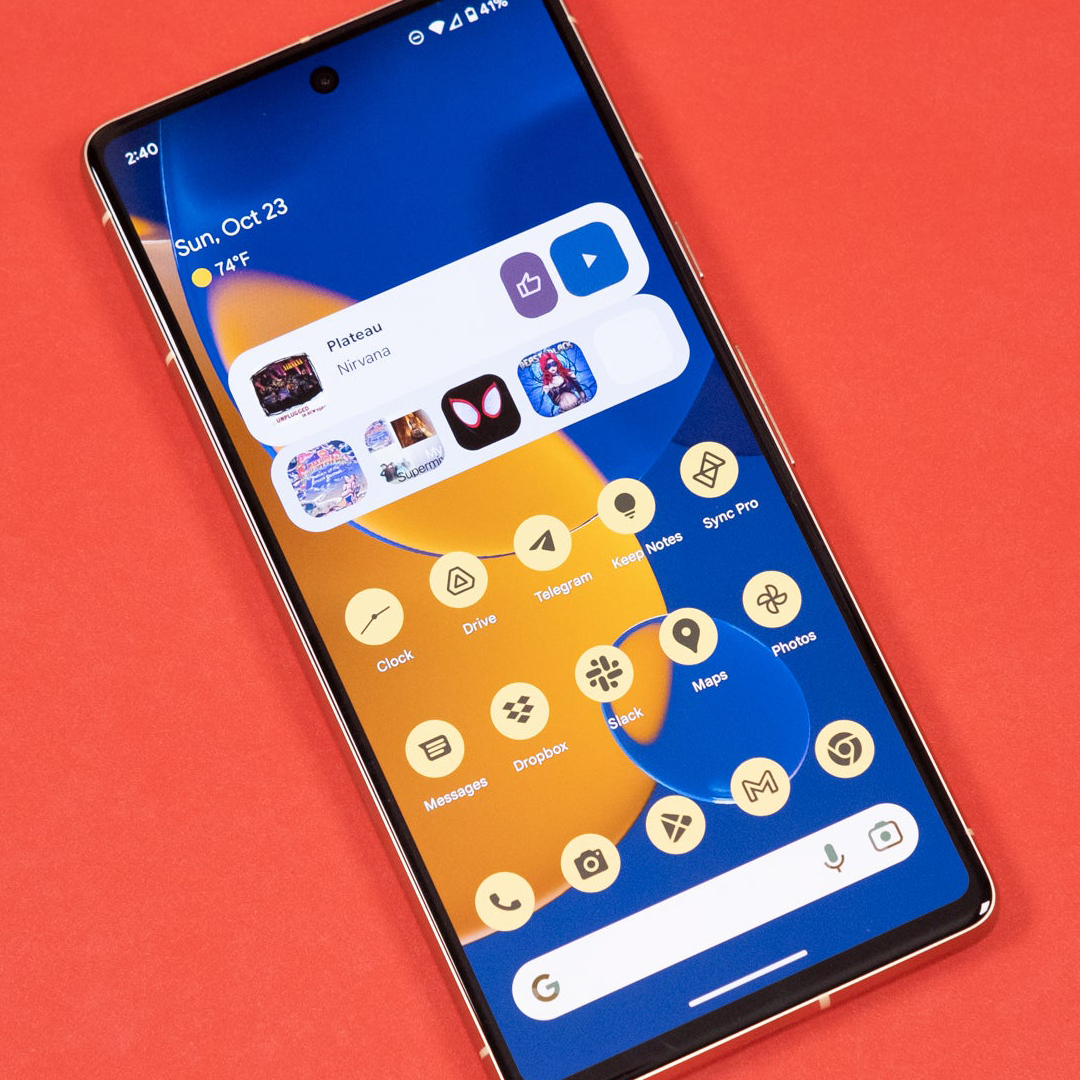 41%
2:40
Sun, Oct 23
74°F
Plateau
Nirvana
UNPLUGGED
Supermi
Sync Pro
Keep Notes
Telegram
Drive
Clock
Photos
Maps
Slack
Dropbox
Messages
G